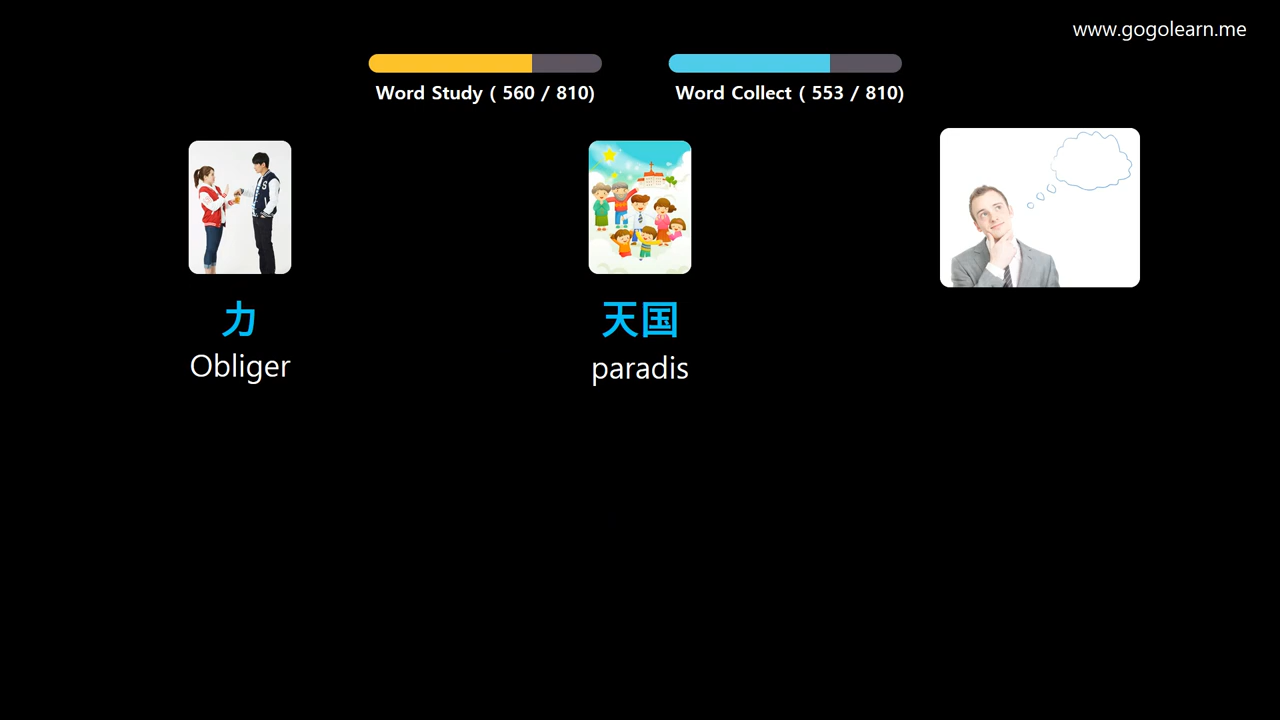 www.gogolearn.me
Word Study ( 560 / 810)
Word Collect ( 553 / 810)
力
Obliger
天国
paradis